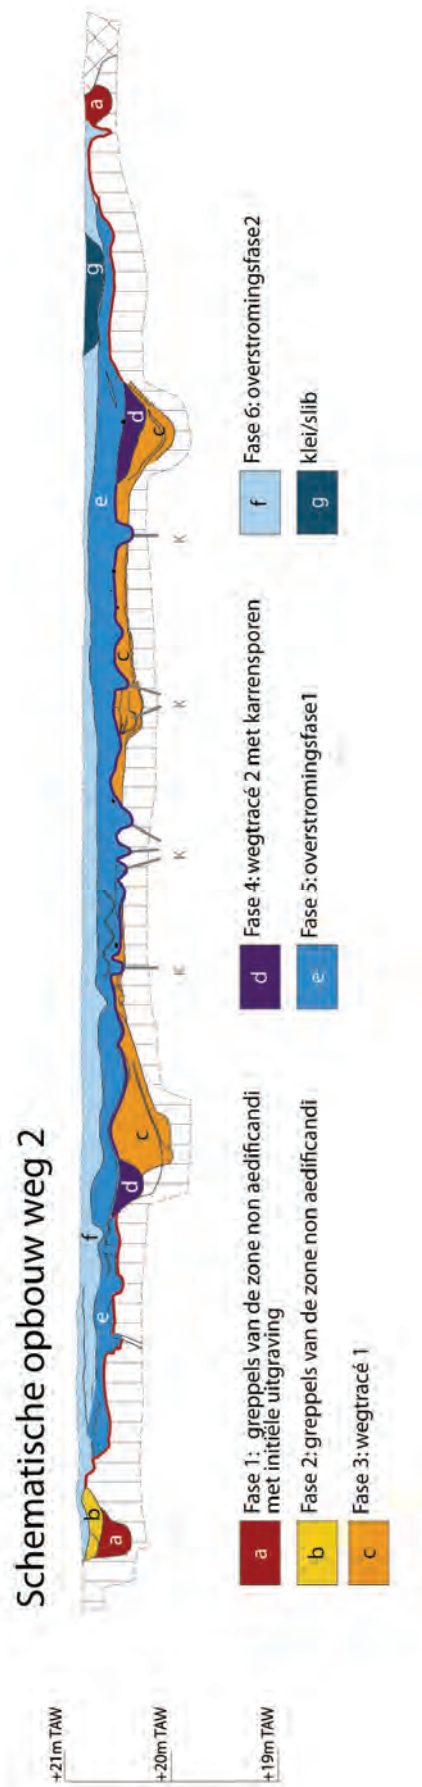 Schematische opbouw weg 2
+21m TAW
+20m TAW
+19m TAW
b
a
e
f
d
c
K
K
c
K
e
K
d
c
g
a
a
Fase 1: greppels van de zone non aedificandi
met initiële uitgraving
b
Fase 2: greppels van de zone non aedificandi
c
Fase 3: wegtracé 1
d
Fase 4: wegtracé 2 met karrensporen
e
Fase 5: overstromingsfase1
f
Fase 6: overstromingsfase2
g
klei/slib